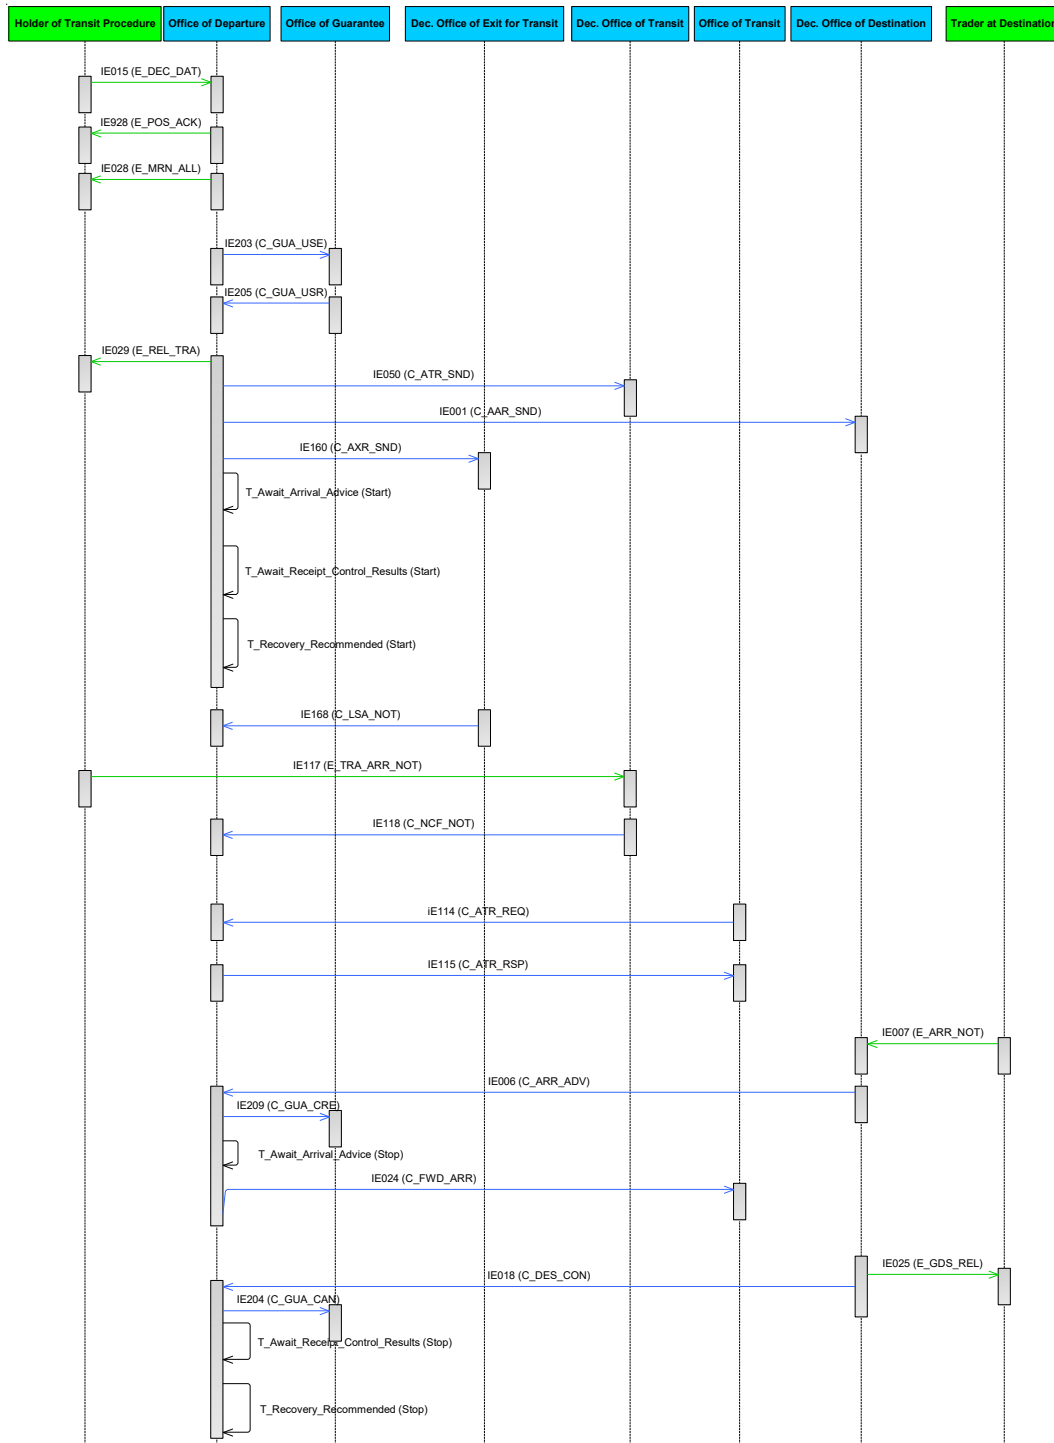 Holder of Transit Procedure
Office of Departure
Office of Guarantee
Dec. Office of Exit for Transit
Dec. Office of Transit
Office of Transit
Dec. Office of Destination
Trader at Destination
IE015 (E_DEC_DAT)
IE928 (E_POS_ACK)
IE028 (E_MRN_ALL)
IE203 (C_GUA_USE)
IE205 (C_GUA_USR)
IE029 (E_REL_TRA)
IE050 (C_ATR_SND)
IE001 (C_AAR_SND)
IE160 (C_AXR_SND)
T_Await_Arrival_Advice (Start)
T_Await_Receipt_Control_Results (Start)
T_Recovery_Recommended (Start)
IE168 (C_LSA_NOT)
IE117 (E_TRA_ARR_NOT)
IE118 (C_NCF_NOT)
iE114 (C_ATR_REQ)
IE115 (C_ATR_RSP)
IE007 (E_ARR_NOT)
IE006 (C_ARR_ADV)
IE209 (C_GUA_CRE)
T_Await_Arrival_Advice (Stop)
IE024 (C_FWD_ARR)
IE025 (E_GDS_REL)
IE018 (C_DES_CON)
IE204 (C_GUA_CAN)
T_Await_Receipt_Control_Results (Stop)
T_Recovery_Recommended (Stop)